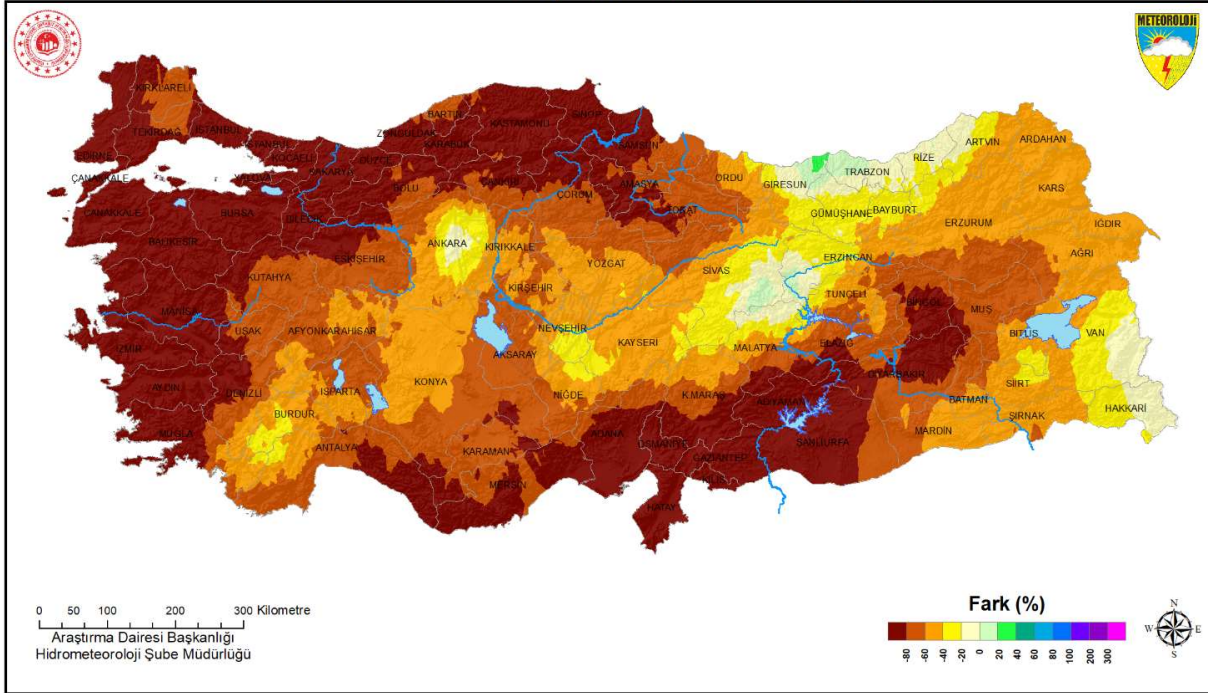 METEOROLOJİ
KIRKLARELİ
TEKİRDAĞ
İSTANBUL
EDİRNE
ÇANAKKALE
İSTANBUL
KOCAELİ
YALOVA
SAKARYA
DÜZCE
ZONGULDAK
BARTIN
KARABÜK
KASTAMONU
SİNOP
SAMSUN
ÇANKIRI
ÇORUM
AMASYA
TOKAT
ORDU
GİRESUN
TRABZON
RİZE
ARTVİN
ARDAHAN
KARS
IĞDIR
GÜMÜŞHANE
BAYBURT
ERZURUM
AĞRI
ÇANAKKALE
BALIKESİR
BURSA
BİLECİK
BOLU
ESKİŞEHİR
ANKARA
KIRIKKALE
YOZGAT
SİVAS
ERZİNCAN
TUNCELİ
BİNGÖL
MUŞ
BİTLİS
VAN
KÜTAHYA
MANİSA
İZMİR
UŞAK
AFYONKARAHİSAR
KIRŞEHİR
NEVŞEHİR
KAYSERİ
AKSARAY
MALATYA
ELAZIĞ
DİYARBAKIR
SİİRT
BATMAN
ŞIRNAK
HAKKARİ
MARDİN
AYDIN
DENİZLİ
ISPARTA
BURDUR
KONYA
NİĞDE
K.MARAŞ
ADIYAMAN
ŞANLIURFA
MUĞLA
ANTALYA
KARAMAN
MERSİN
ADANA
OSMANİYE
GAZİANTEP
KİLİS
HATAY
0 50 100 200 300 Kilometre
Araştırma Dairesi Başkanlığı
Hidrometeoroloji Şube Müdürlüğü
Fark (%)
-80 -60 -40 -20 0 20 40 60 80 100 200 300
N
W E
S